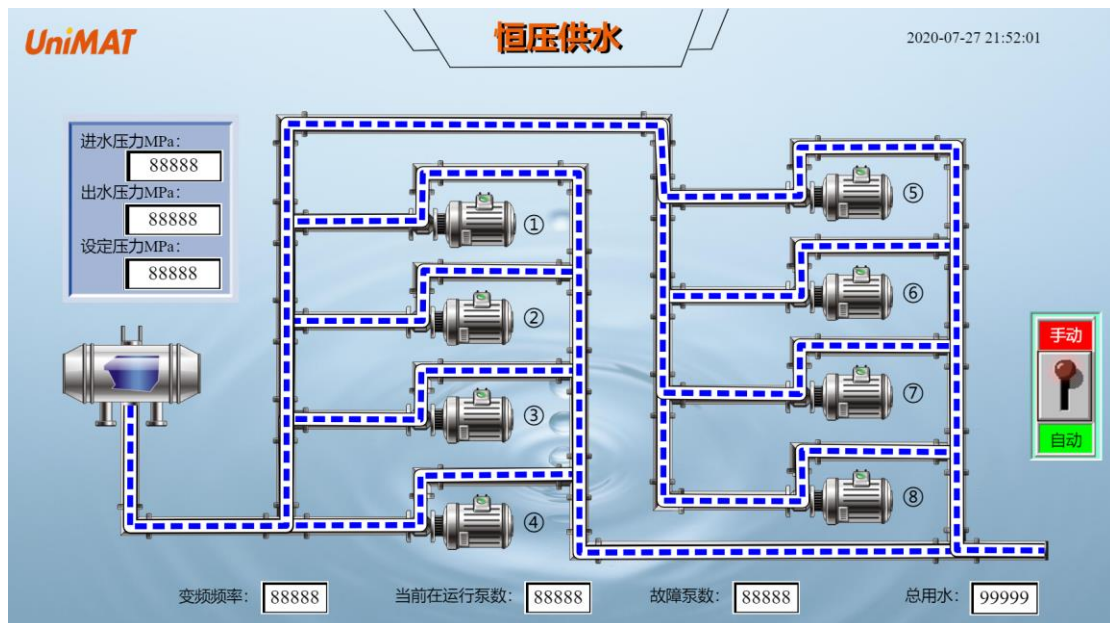 UniMAT
恒压供水
2020-07-27 21:52:01
进水压力MPa:
88888
出水压力MPa:
88888
设定压力MPa:
88888
①
②
③
④
⑤
⑥
⑦
⑧
手动
自动
变频频率: 88888
当前在运行泵数: 88888
故障泵数: 88888
总用水: 99999